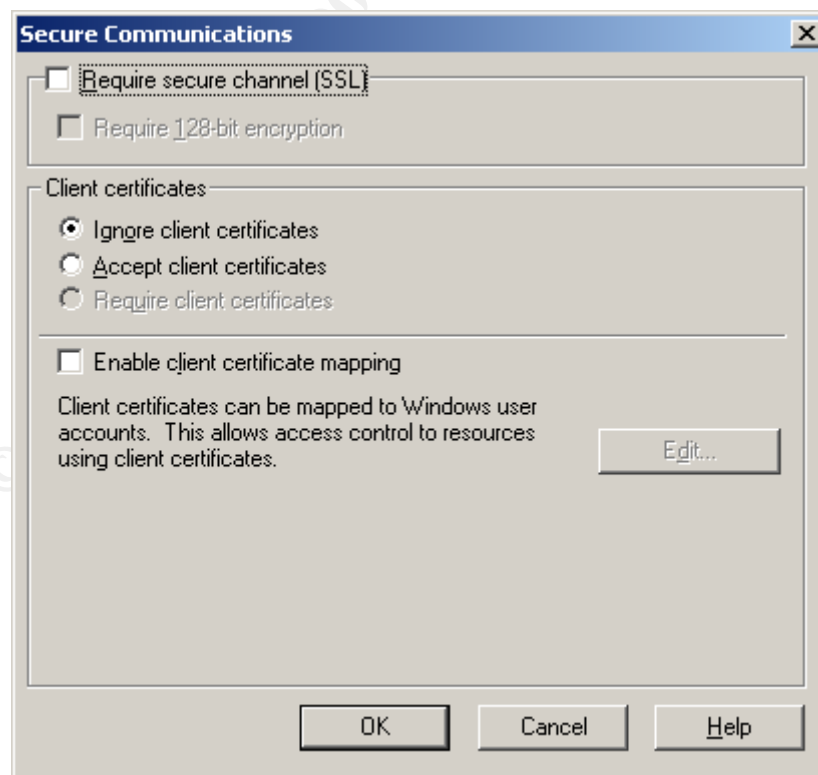 Secure Communications
Require secure channel (SSL)
Require 128-bit encryption
Client certificates
Ignore client certificates
Accept client certificates
Require client certificates
Enable client certificate mapping
Client certificates can be mapped to Windows user
accounts. This allows access control to resources
using client certificates.
Edit...
OK
Cancel
Help